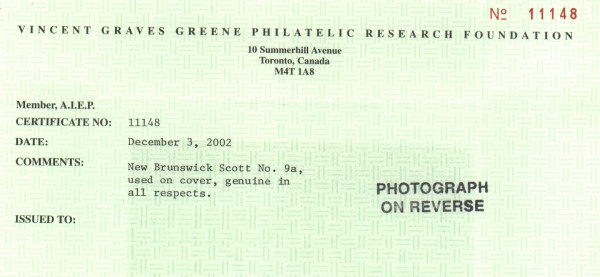 Nº 11148
VINCENT GRAVES GREENE PHILATELIC RESEARCH FOUNDATION
10 Summerhill Avenue
Toronto, Canada
M4T 1A8
Member, A.I.E.P.
CERTIFICATE NO: 11148
DATE: December 3, 2002
COMMENTS: New Brunswick Scott No. 9a,
used on cover, genuine in
all respects.
PHOTOGRAPH
ON REVERSE
ISSUED TO: